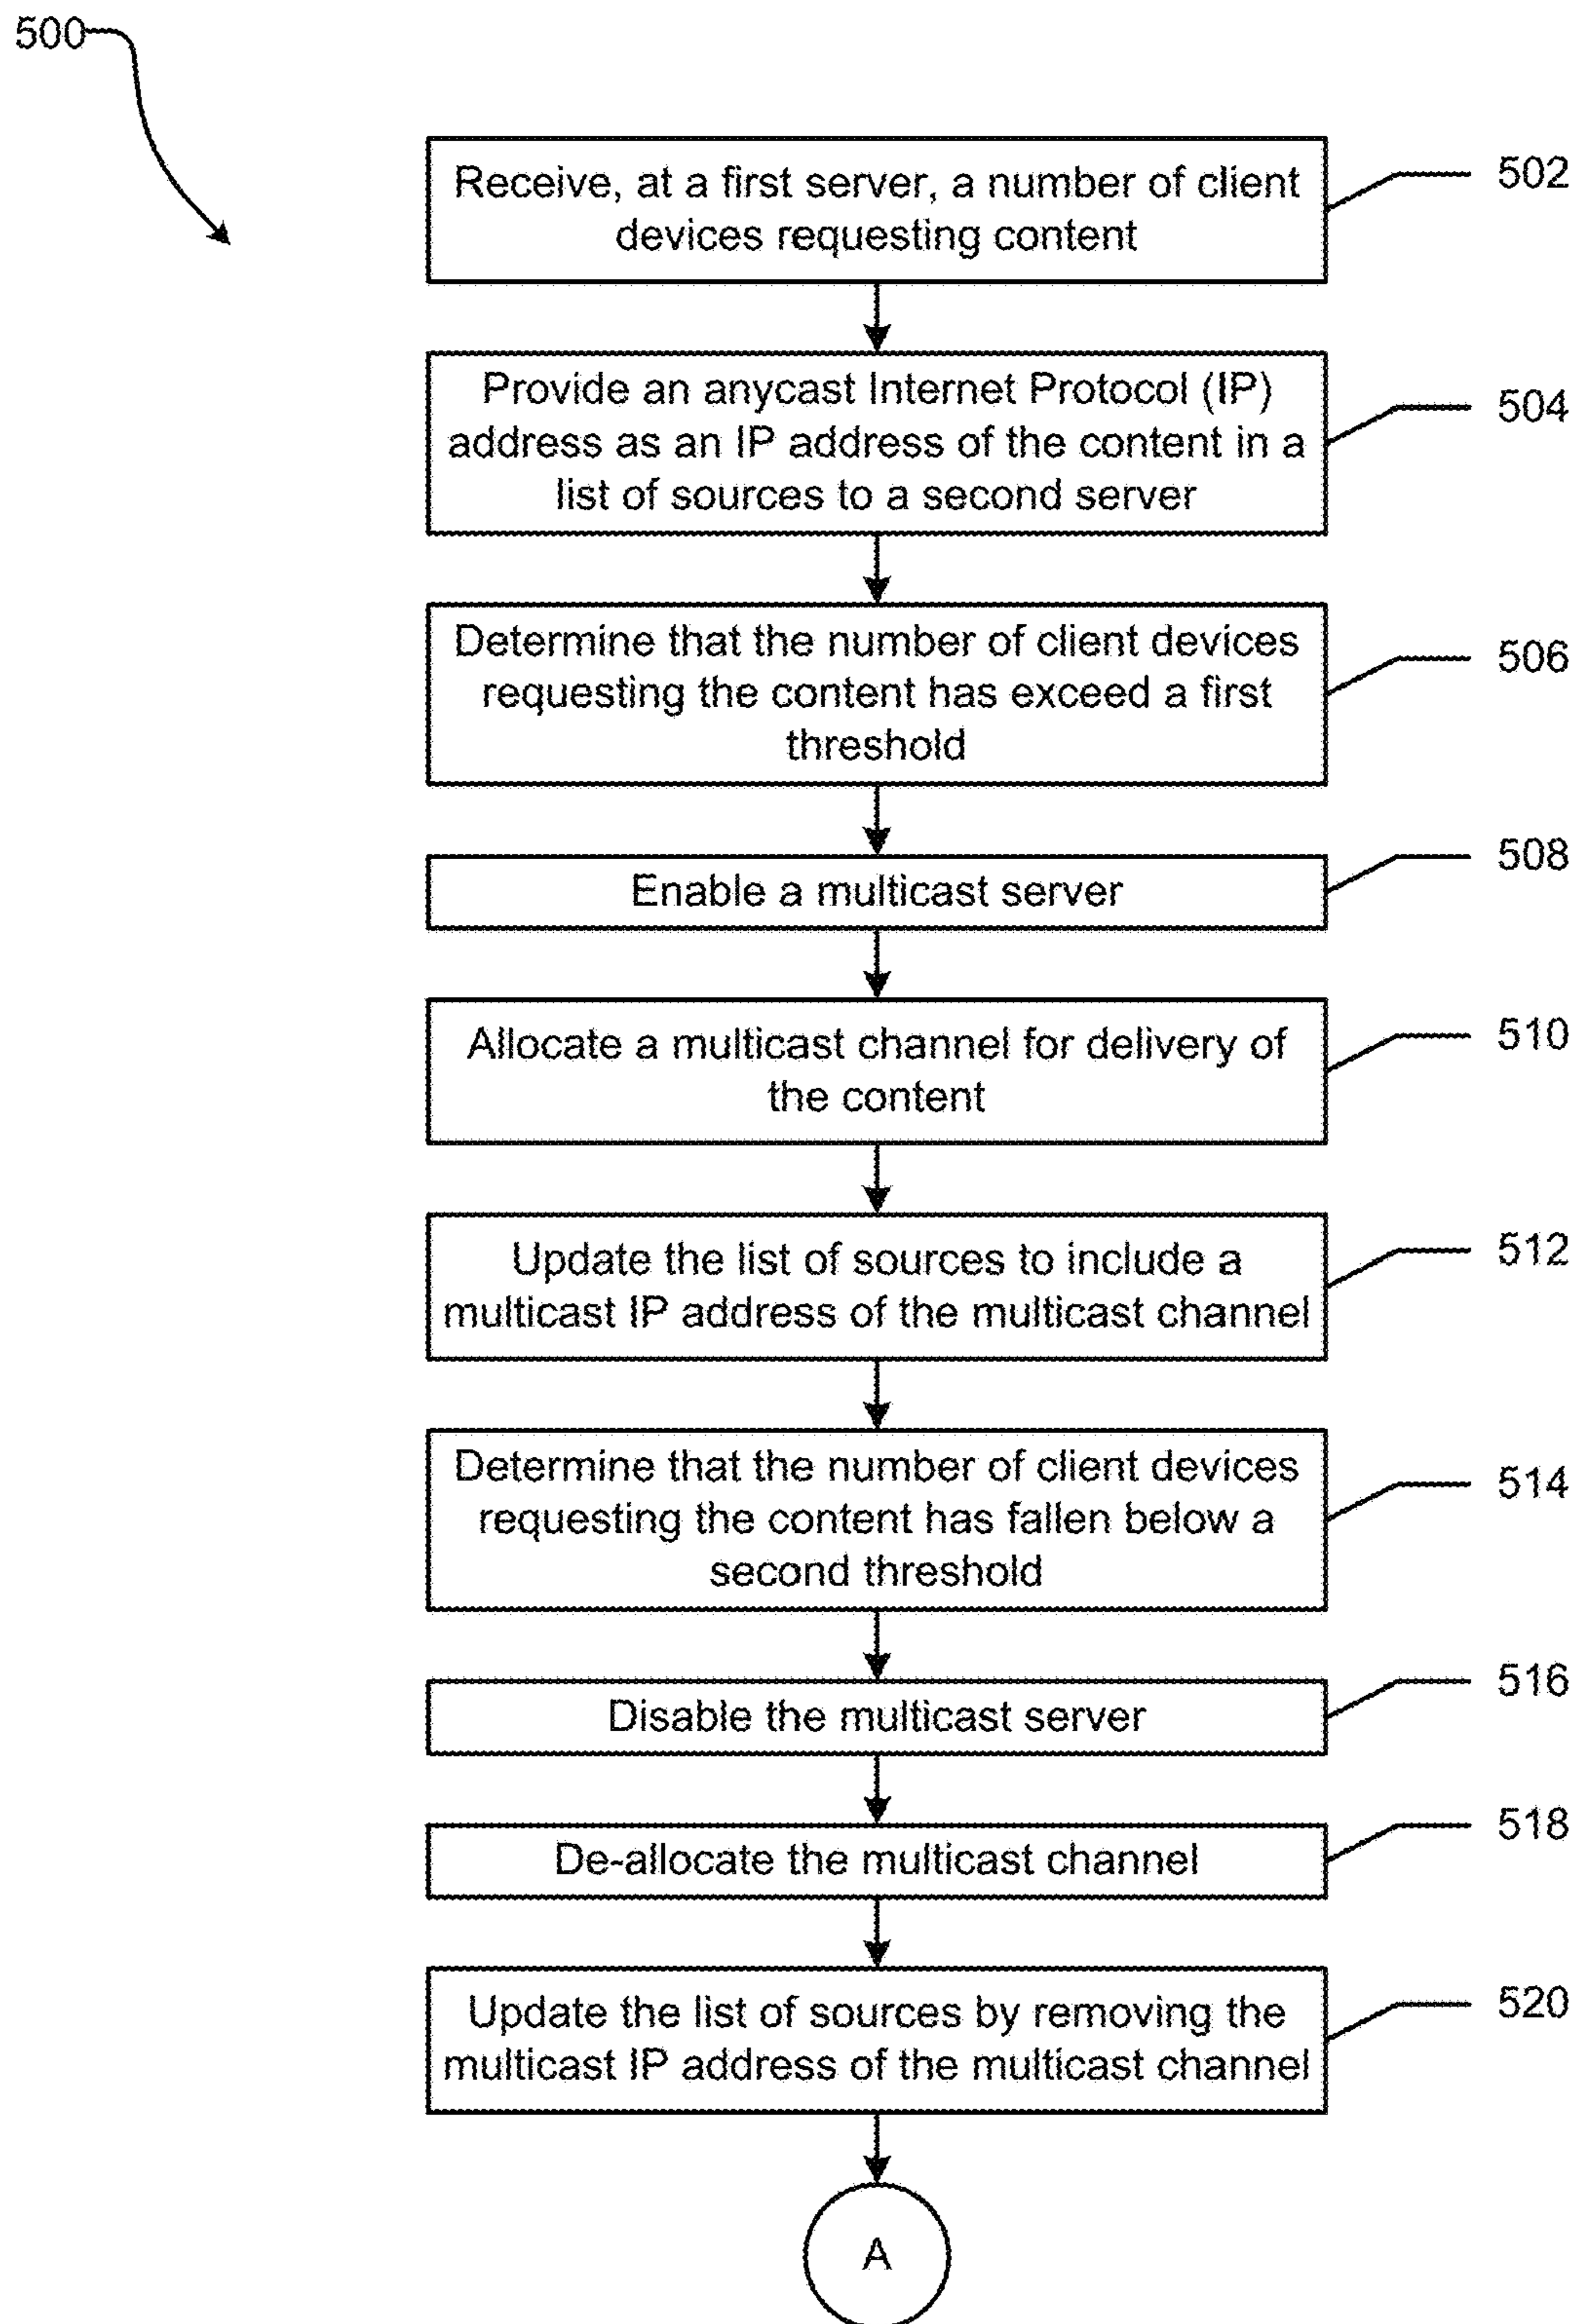 500
Receive, at a first server, a number of client
devices requesting content
502
Provide an anycast Internet Protocol (IP)
address as an IP address of the content in a
list of sources to a second server
504
Determine that the number of client devices
requesting the content has exceed a first
threshold
506
Enable a multicast server
508
Allocate a multicast channel for delivery of
the content
510
Update the list of sources to include a
multicast IP address of the multicast channel
512
Determine that the number of client devices
requesting the content has fallen below a
second threshold
514
Disable the multicast server
516
De-allocate the multicast channel
518
Update the list of sources by removing the
multicast IP address of the multicast channel
520
A